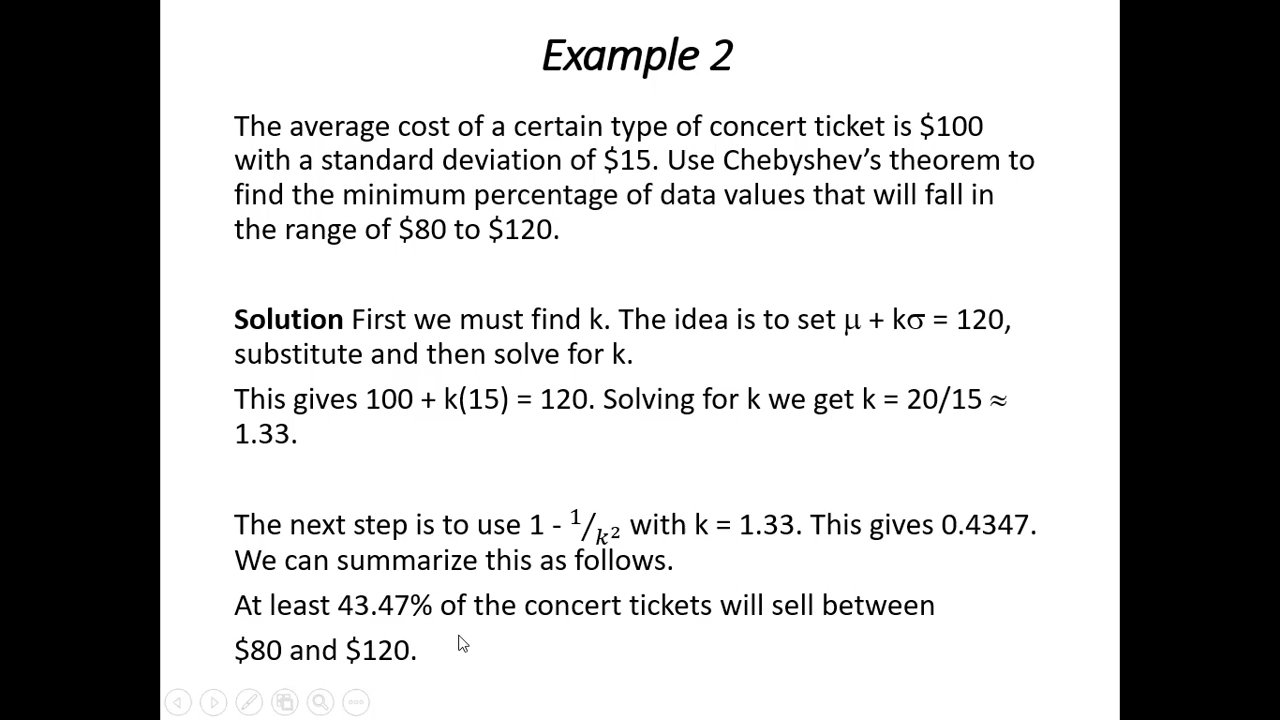 Example 2
The average cost of a certain type of concert ticket is $100
with a standard deviation of $15. Use Chebyshev’s theorem to
find the minimum percentage of data values that will fall in
the range of $80 to $120.
Solution First we must find k. The idea is to set μ + kσ = 120,
substitute and then solve for k.
This gives 100 + k(15) = 120. Solving for k we get k = 20/15 ≈
1.33.
The next step is to use 1 - 1/k² with k = 1.33. This gives 0.4347.
We can summarize this as follows.
At least 43.47% of the concert tickets will sell between
$80 and $120.